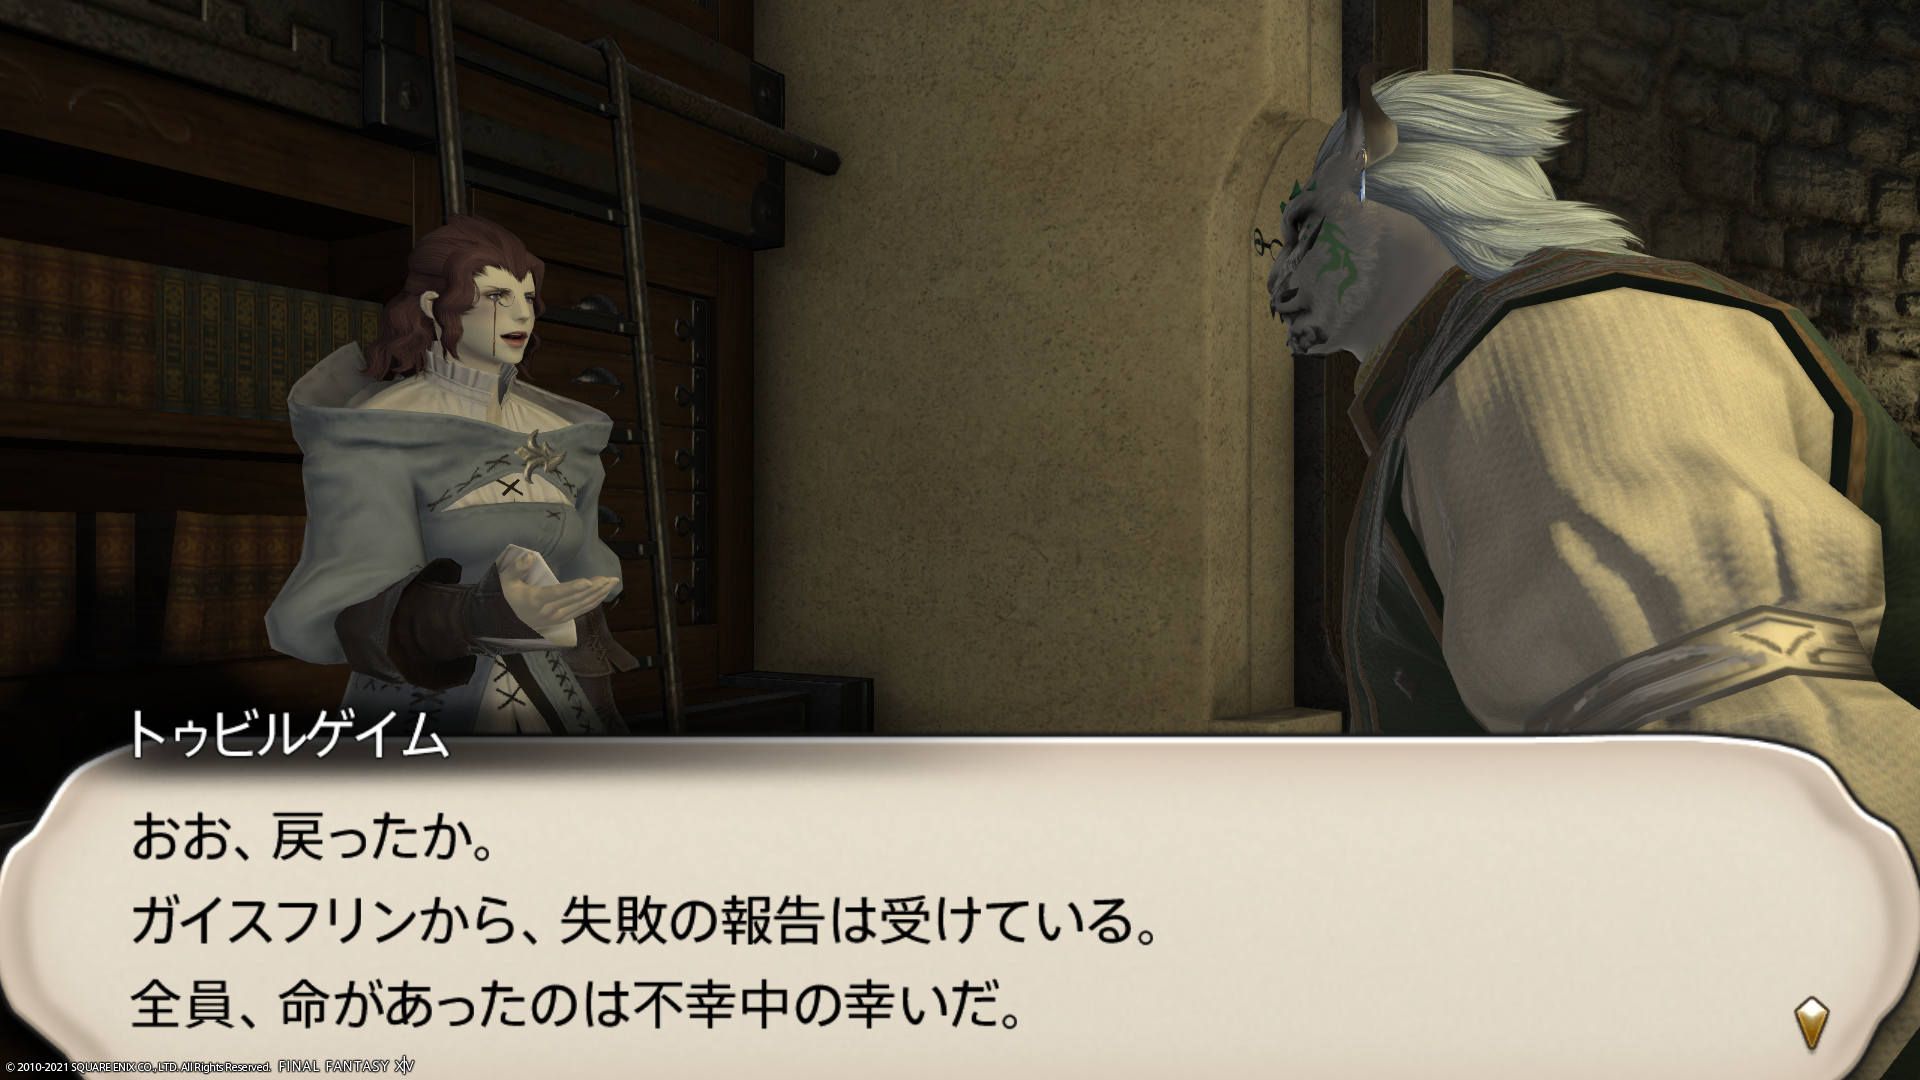 トゥビルゲイム
おお、戻ったか。
ガイスフリンから、失敗の報告は受けている。
全員、命があったのは不幸中の幸いだ。
© 2010-2021 SQUARE ENIX CO., LTD. All Rights Reserved. FINAL FANTASY XIV